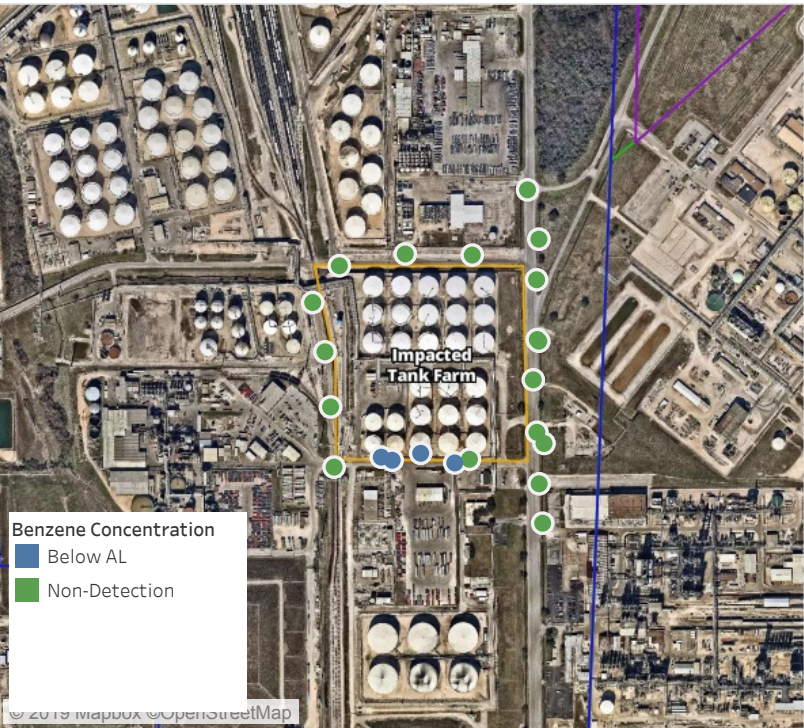 Impacted
Tank Farm
Benzene Concentration
Below AL
Non-Detection
© 2019 Mapbox ©OpenStreetMap